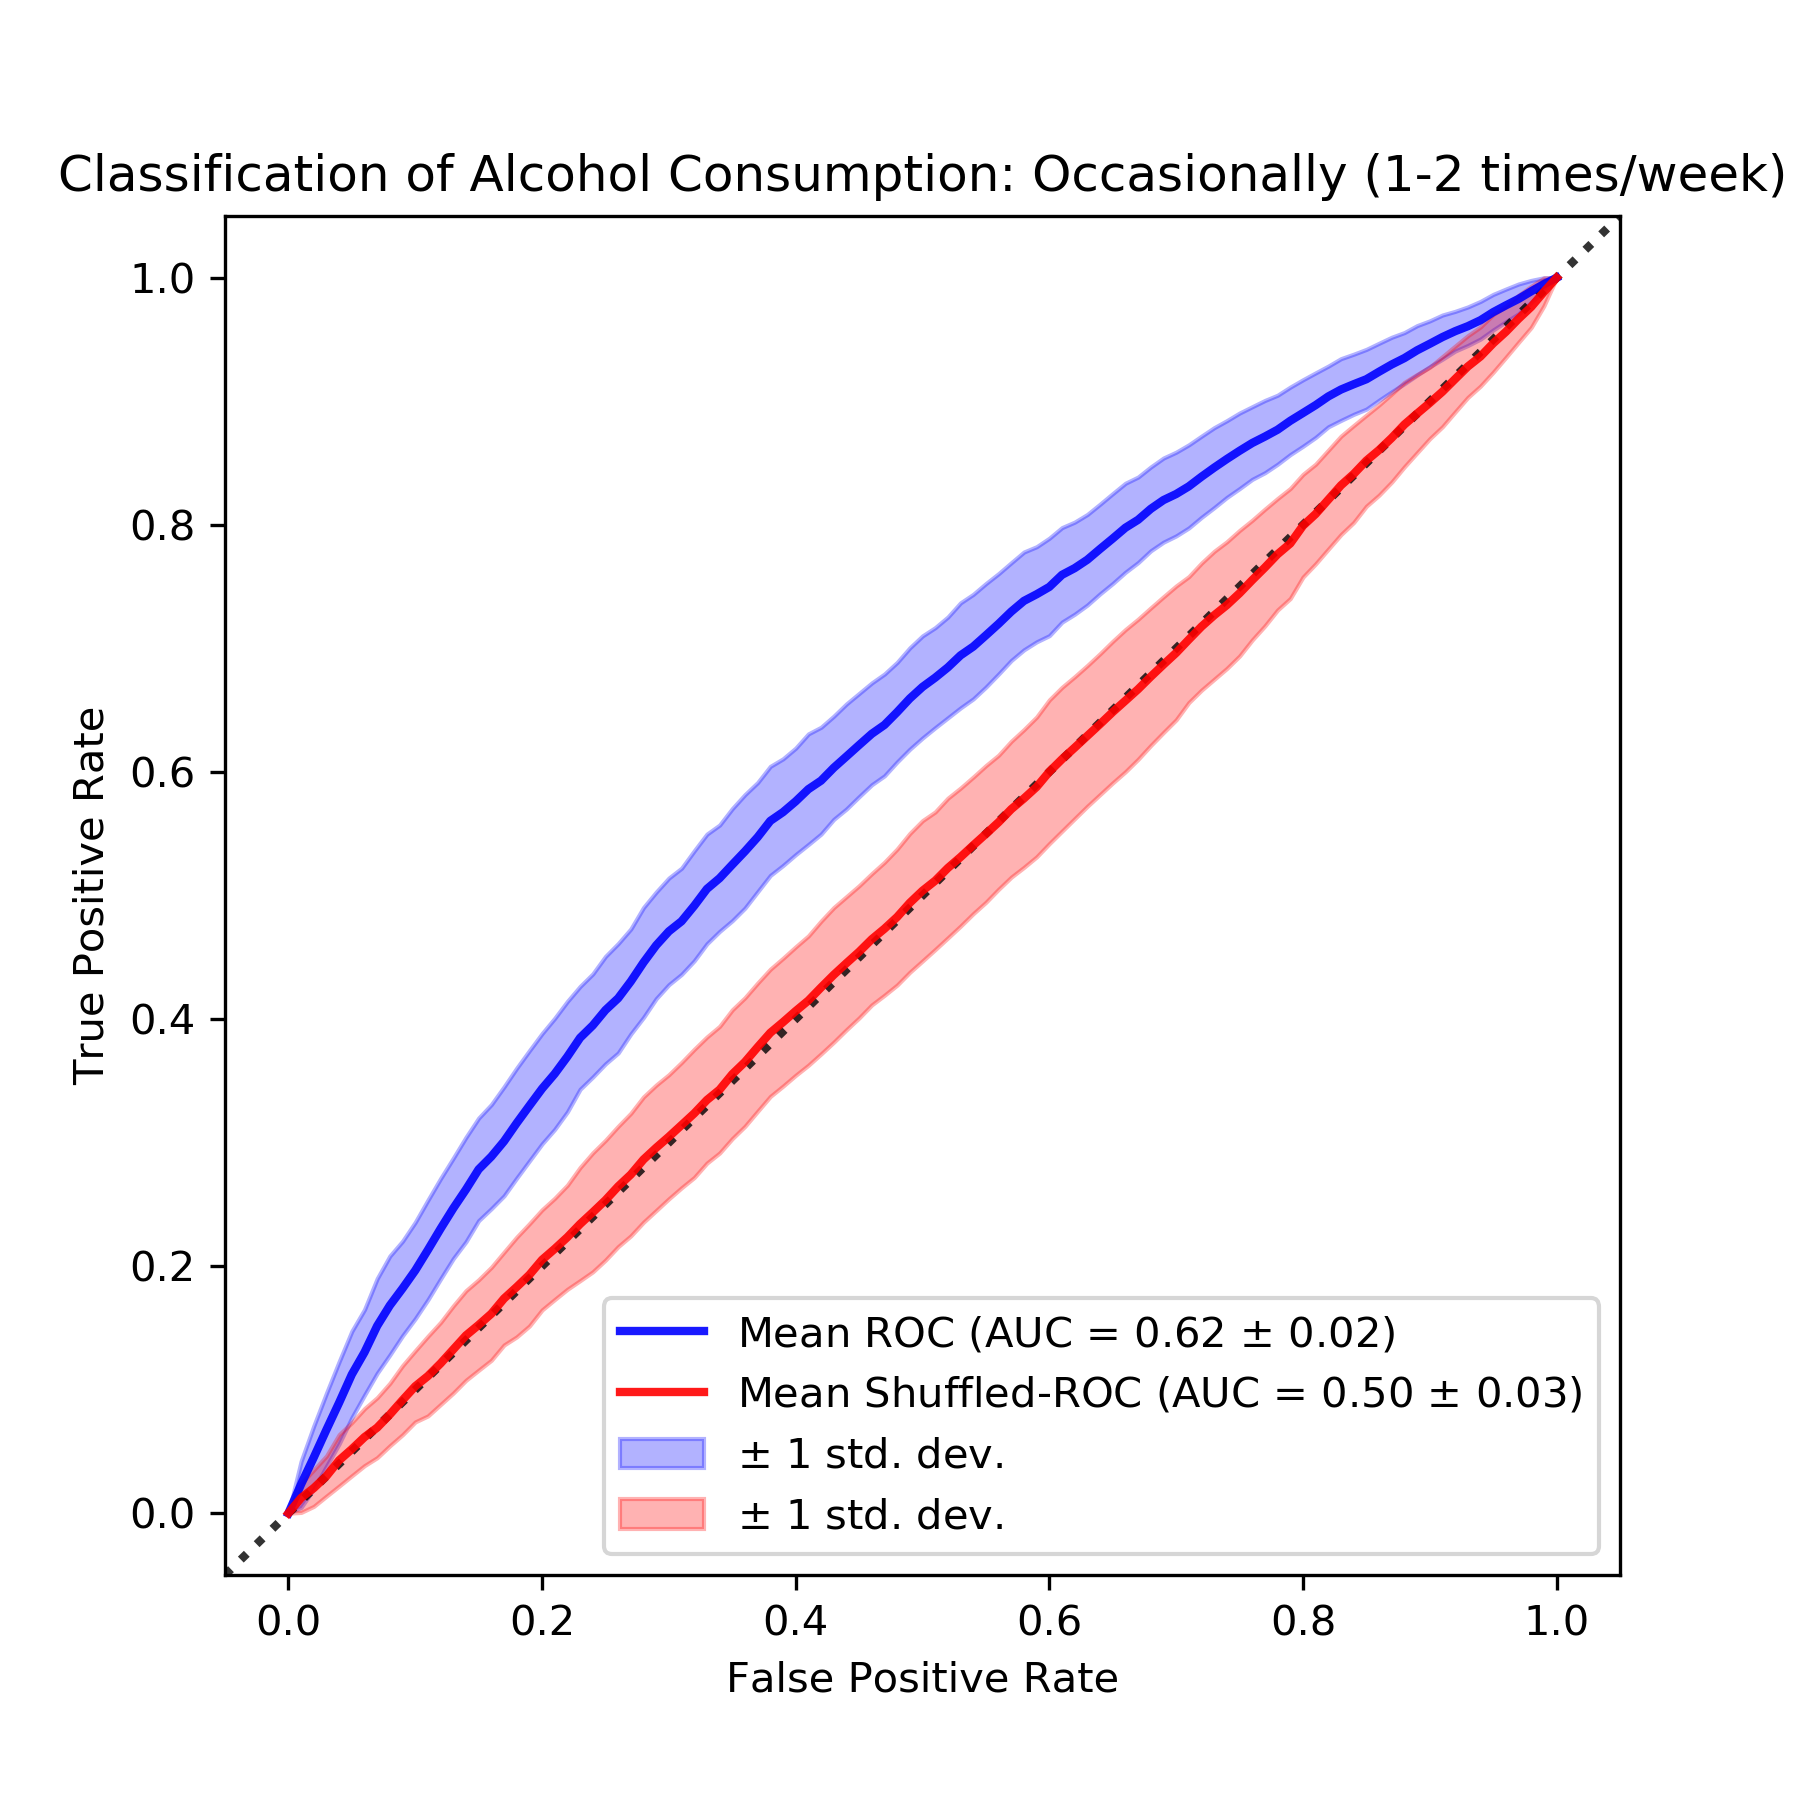 Classification of Alcohol Consumption: Occasionally (1-2 times/week)
1.0
0.8
0.6
0.4
0.2
0.0
True Positive Rate
Mean ROC (AUC = 0.62 ± 0.02)
Mean Shuffled-ROC (AUC = 0.50 ± 0.03)
± 1 std. dev.
± 1 std. dev.
0.0 0.2 0.4 0.6 0.8 1.0
False Positive Rate